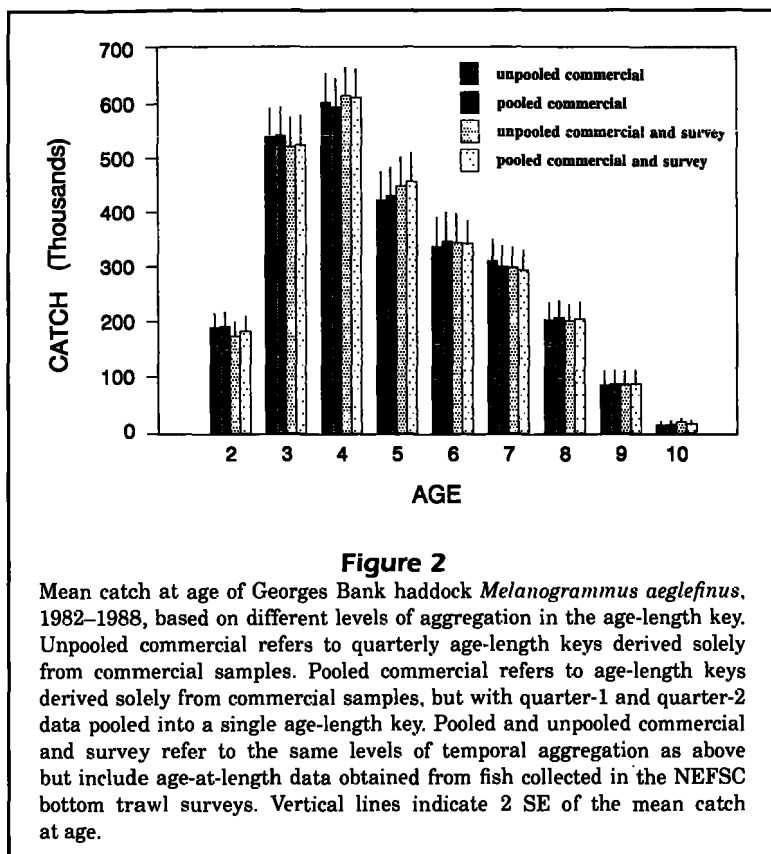 700
600
500
400
300
200
100
0
CATCH (Thousands)
unpooled commercial
pooled commercial
unpooled commercial and survey
pooled commercial and survey
2 3 4 5 6 7 8 9 10
AGE
Figure 2
Mean catch at age of Georges Bank haddock Melanogrammus aeglefinus,
1982–1988, based on different levels of aggregation in the age-length key.
Unpooled commercial refers to quarterly age-length keys derived solely
from commercial samples. Pooled commercial refers to age-length keys
derived solely from commercial samples, but with quarter-1 and quarter-2
data pooled into a single age-length key. Pooled and unpooled commercial
and survey refer to the same levels of temporal aggregation as above
but include age-at-length data obtained from fish collected in the NEFSC
bottom trawl surveys. Vertical lines indicate 2 SE of the mean catch
at age.